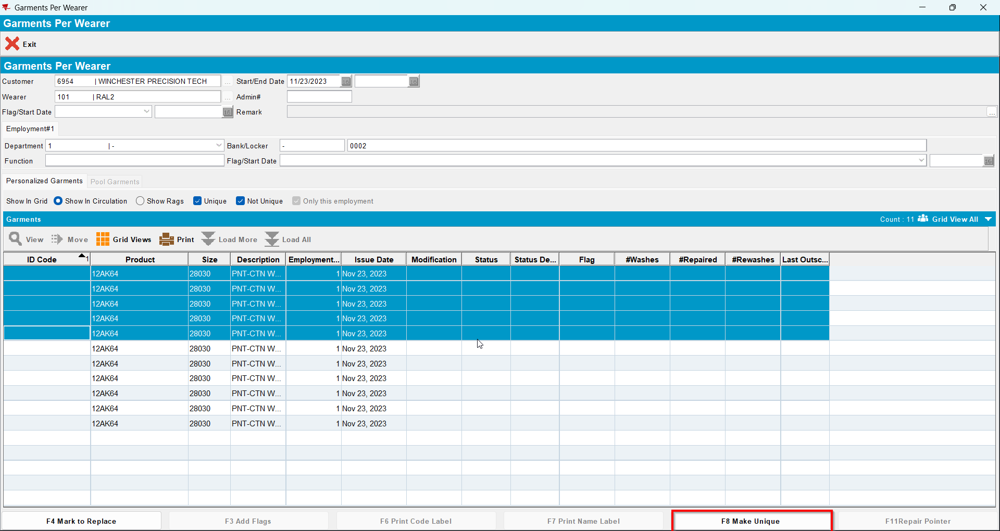 Garments Per Wearer
Garments Per Wearer
Exit
Garments Per Wearer
Customer 6954 | WINCHESTER PRECISION TECH ... Start/End Date 11/23/2023 16 16
Wearer 101 | RAL2 ... Admin#
Flag/Start Date 16 Remark ...
Employment#1
Department 1 | - Bank/Locker - 0002
Function Flag/Start Date 16
Personalized Garments Pool Garments
Show In Grid Show In Circulation Show Rags Unique Not Unique Only this employment
Garments Count : 11 Grid View All
View Move Grid Views Print Load More Load All
ID Code 1 Product Size Description Employment... Issue Date Modification Status Status De... Flag #Washes #Repaired #Rewashes Last Outsc...
12AK64 28030 PNT-CTN W... 1 Nov 23, 2023
12AK64 28030 PNT-CTN W... 1 Nov 23, 2023
12AK64 28030 PNT-CTN W... 1 Nov 23, 2023
12AK64 28030 PNT-CTN W... 1 Nov 23, 2023
12AK64 28030 PNT-CTN W... 1 Nov 23, 2023
12AK64 28030 PNT-CTN W... 1 Nov 23, 2023
12AK64 28030 PNT-CTN W... 1 Nov 23, 2023
12AK64 28030 PNT-CTN W... 1 Nov 23, 2023
12AK64 28030 PNT-CTN W... 1 Nov 23, 2023
12AK64 28030 PNT-CTN W... 1 Nov 23, 2023
12AK64 28030 PNT-CTN W... 1 Nov 23, 2023
F4 Mark to Replace F3 Add Flags F6 Print Code Label F7 Print Name Label F8 Make Unique F11Repair Pointer